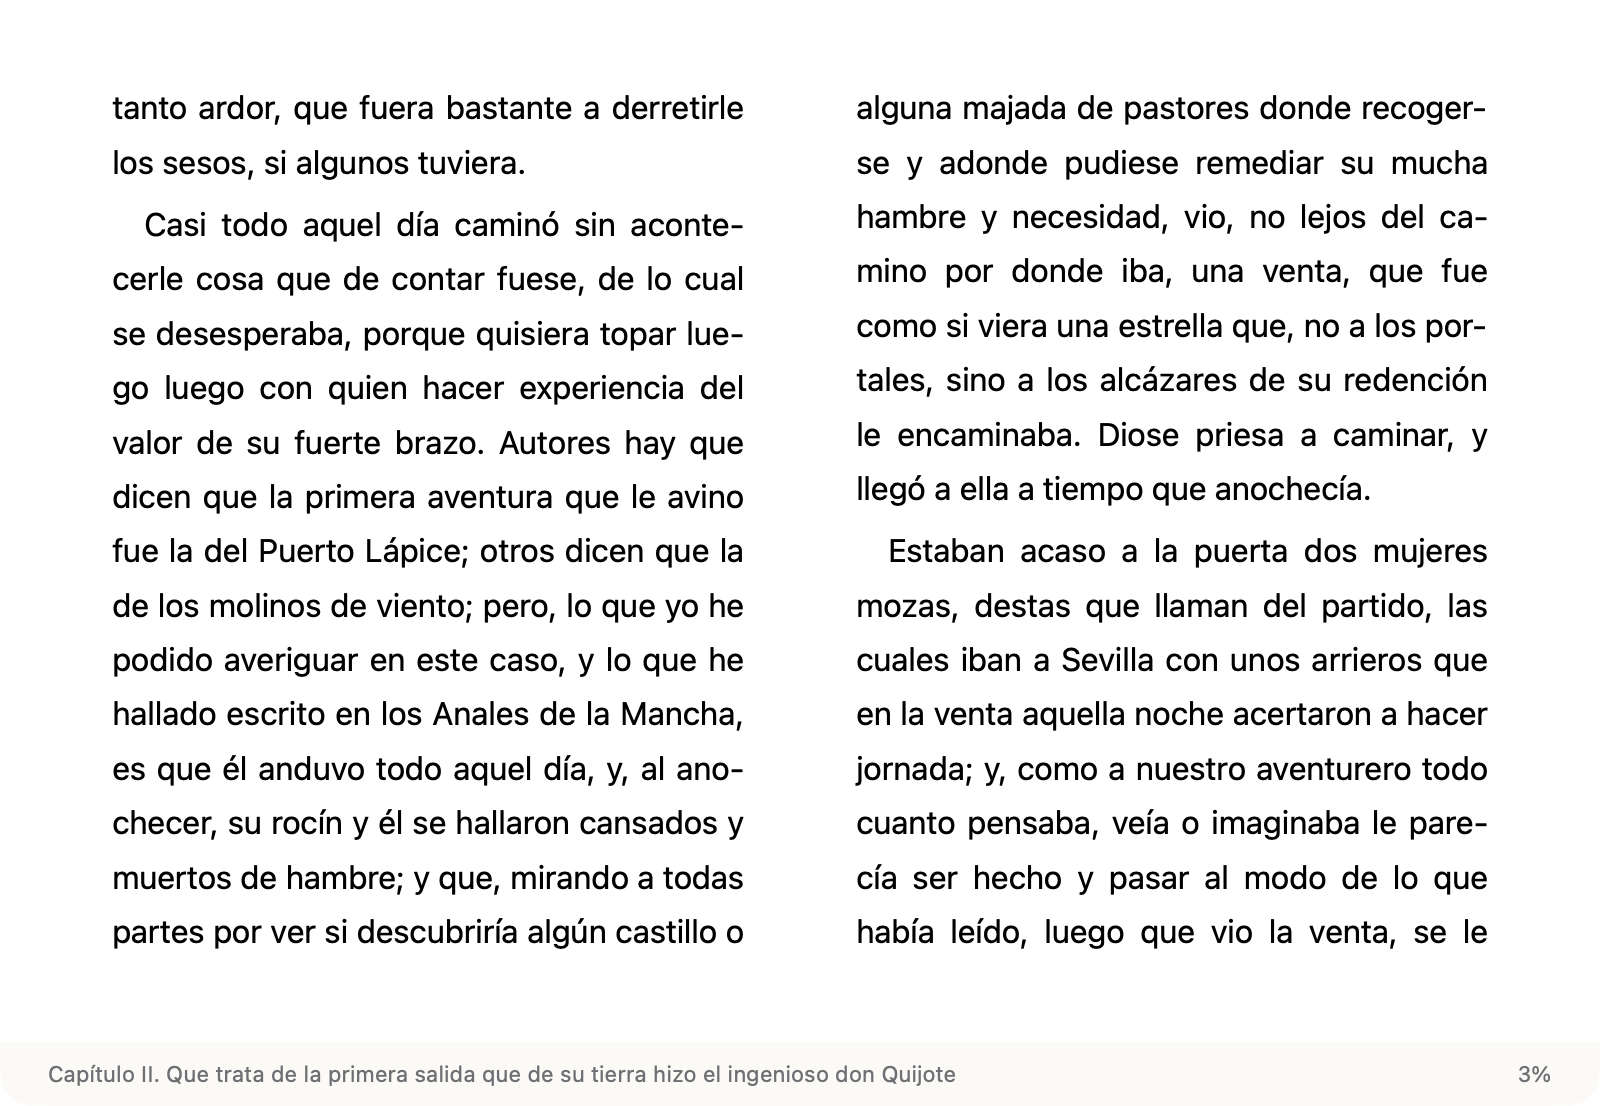 tanto ardor, que fuera bastante a derretirle
los sesos, si algunos tuviera.
Casi todo aquel día caminó sin aconte-
cerle cosa que de contar fuese, de lo cual
se desesperaba, porque quisiera topar lue-
go luego con quien hacer experiencia del
valor de su fuerte brazo. Autores hay que
dicen que la primera aventura que le avino
fue la del Puerto Lápice; otros dicen que la
de los molinos de viento; pero, lo que yo he
podido averiguar en este caso, y lo que he
hallado escrito en los Anales de la Mancha,
es que él anduvo todo aquel día, y, al ano-
checer, su rocín y él se hallaron cansados y
muertos de hambre; y que, mirando a todas
partes por ver si descubriría algún castillo o
alguna majada de pastores donde recoger-
se y adonde pudiese remediar su mucha
hambre y necesidad, vio, no lejos del ca-
mino por donde iba, una venta, que fue
como si viera una estrella que, no a los por-
tales, sino a los alcázares de su redención
le encaminaba. Diose priesa a caminar, y
llegó a ella a tiempo que anochecía.
Estaban acaso a la puerta dos mujeres
mozas, destas que llaman del partido, las
cuales iban a Sevilla con unos arrieros que
en la venta aquella noche acertaron a hacer
jornada; y, como a nuestro aventurero todo
cuanto pensaba, veía o imaginaba le pare-
cía ser hecho y pasar al modo de lo que
había leído, luego que vio la venta, se le
Capítulo II. Que trata de la primera salida que de su tierra hizo el ingenioso don Quijote
3%